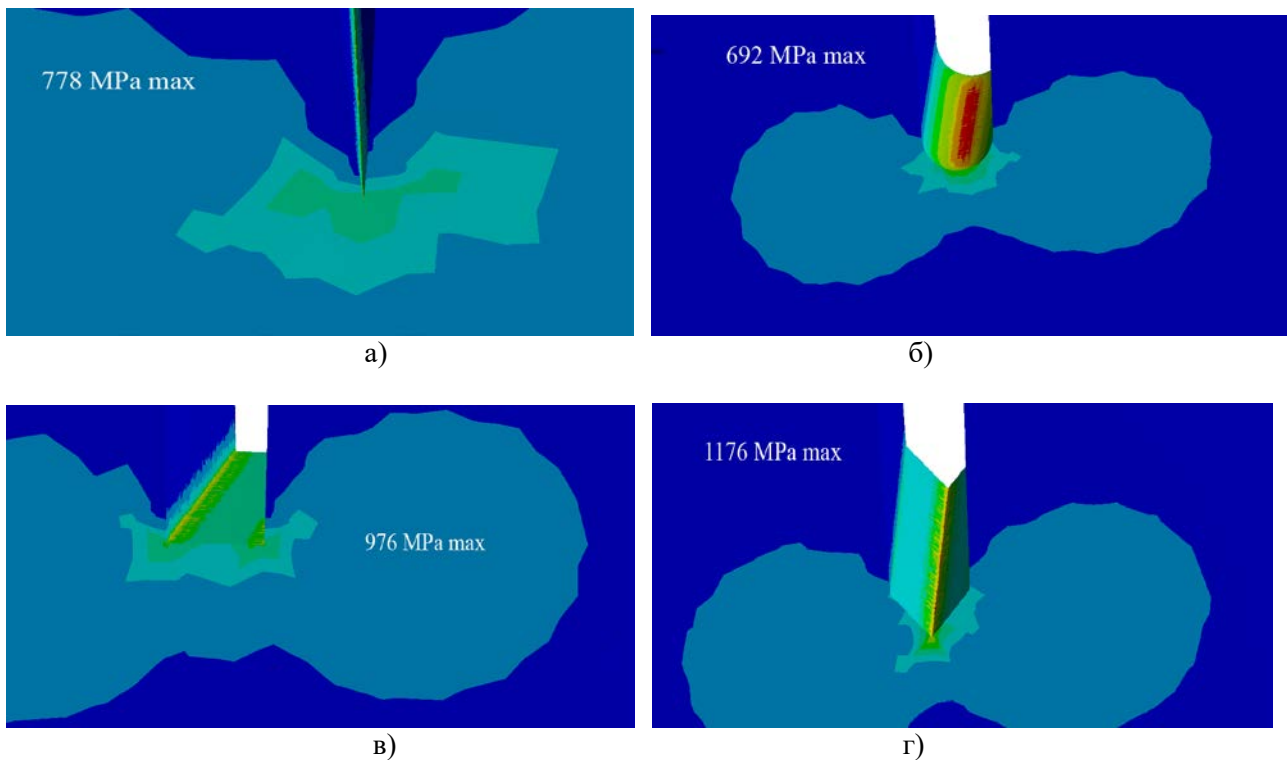 778 MPa max
692 MPa max
а)
б)
976 MPa max
1176 MPa max
в)
г)